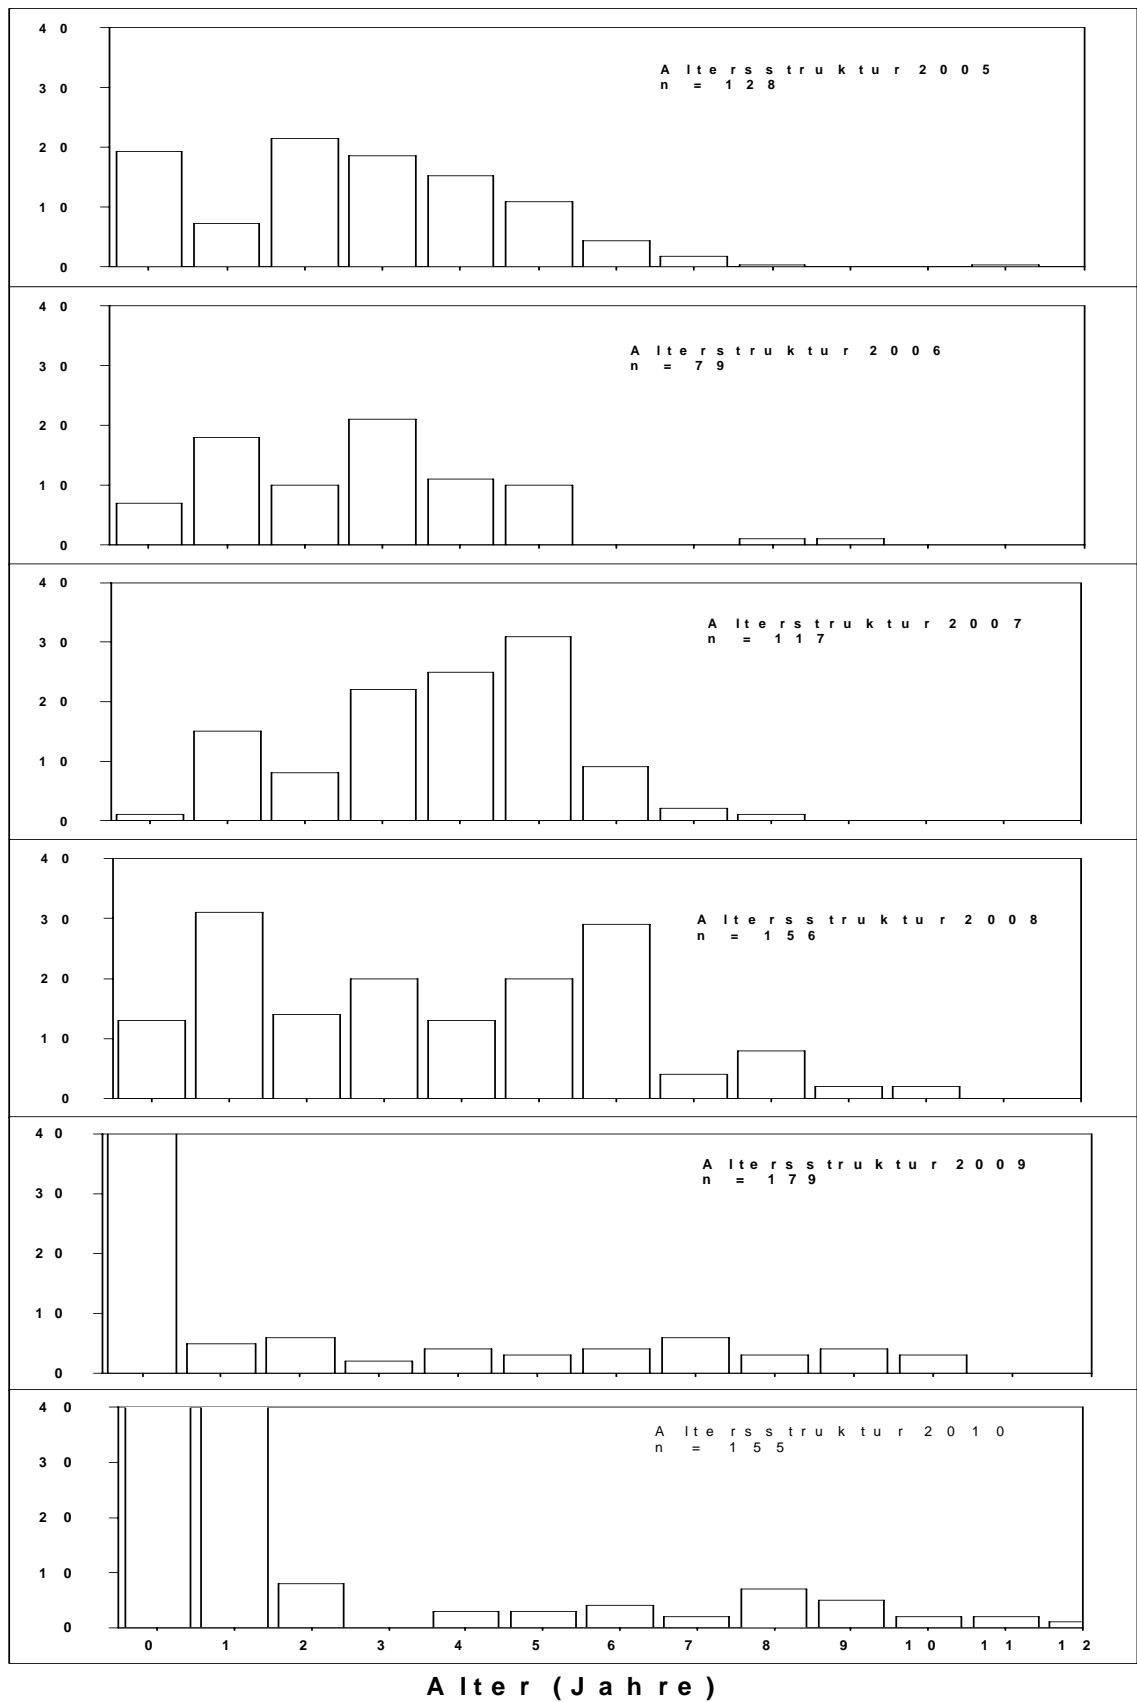 40
Altersstruktur 2005
n = 128
30
20
10
0
40
Alterstruktur 2006
n = 79
30
20
10
0
40
Alterstruktur 2007
n = 117
30
20
10
0
40
30
Altersstruktur 2008
n = 156
20
10
0
40
Altersstruktur 2009
n = 179
30
20
10
0
40
Altersstruktur 2010
n = 155
30
20
10
0
0 1 2 3 4 5 6 7 8 9 10 11 12
Alter (Jahre)